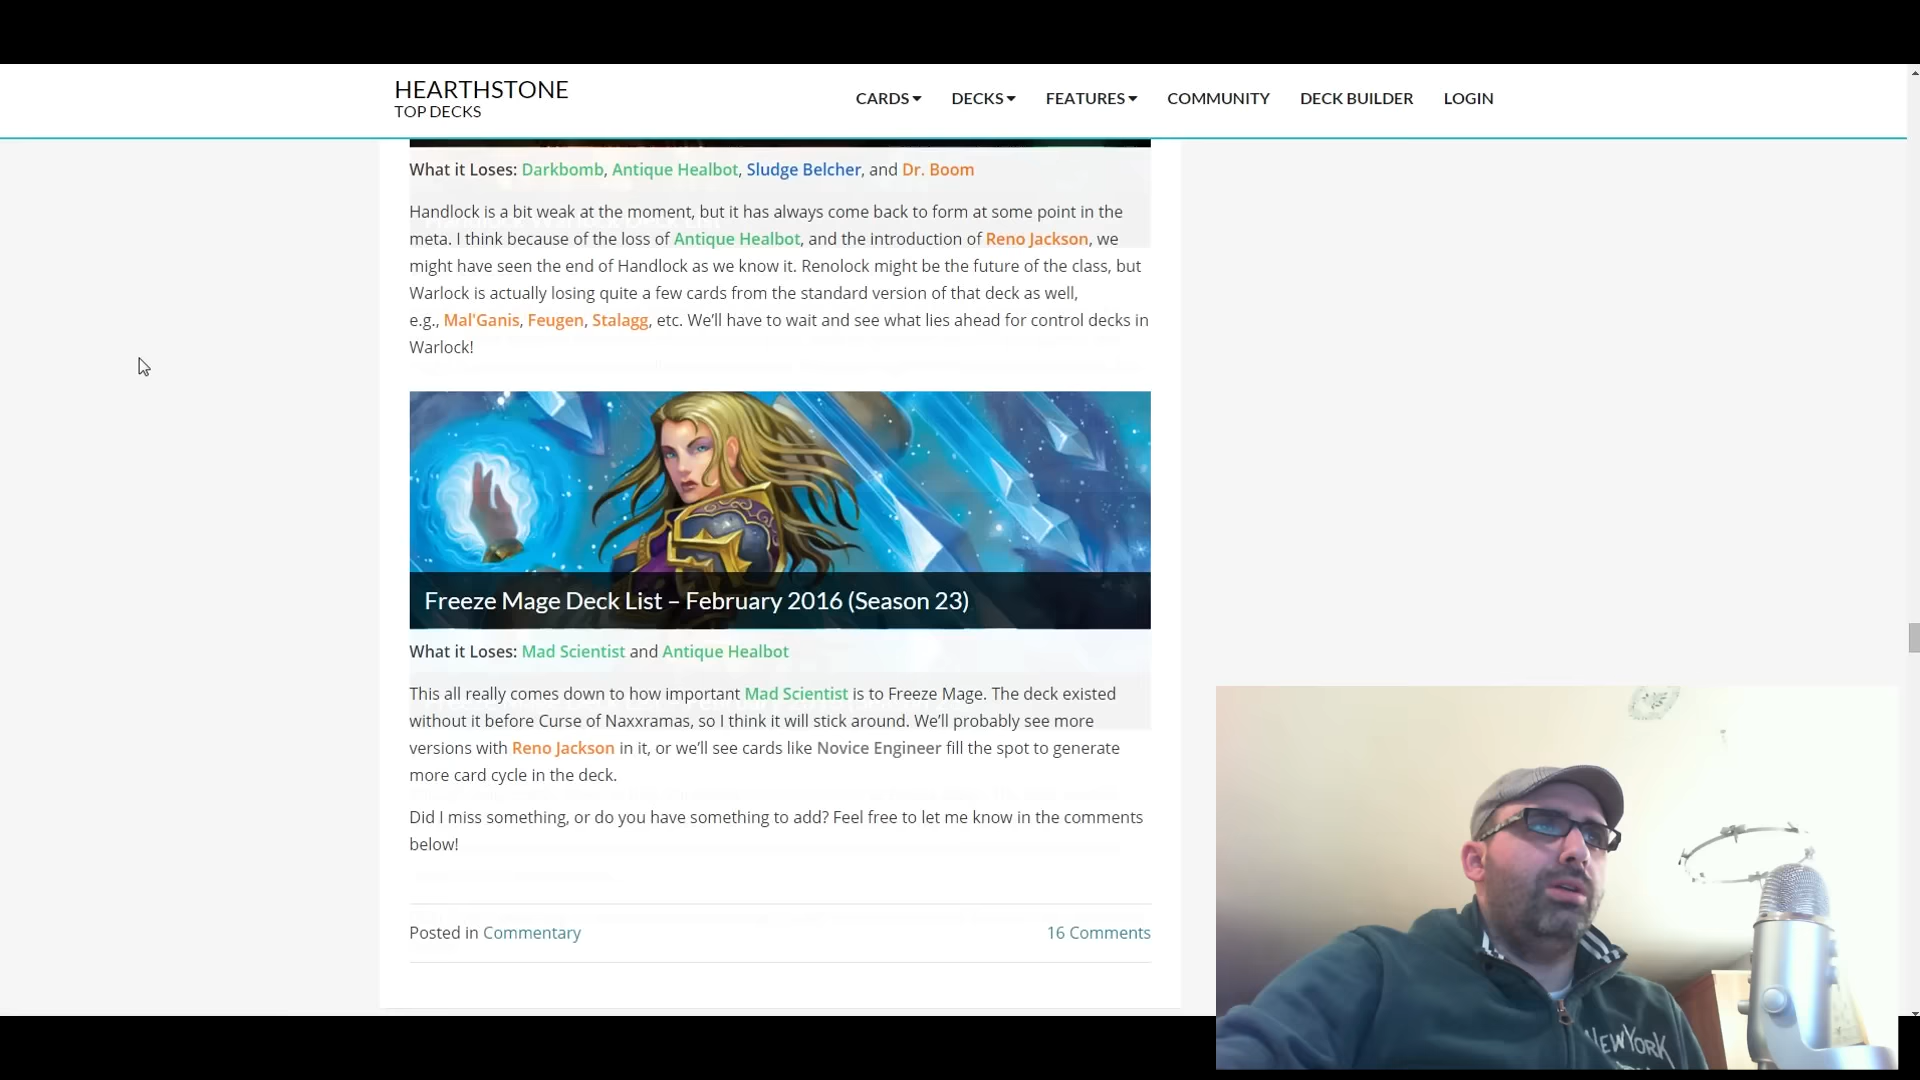 HEARTHSTONE
TOP DECKS
CARDS DECKS FEATURES COMMUNITY DECK BUILDER LOGIN
What it Loses: Darkbomb, Antique Healbot, Sludge Belcher, and Dr. Boom
Handlock is a bit weak at the moment, but it has always come back to form at some point in the
meta. I think because of the loss of Antique Healbot, and the introduction of Reno Jackson, we
might have seen the end of Handlock as we know it. Renolock might be the future of the class, but
Warlock is actually losing quite a few cards from the standard version of that deck as well,
e.g., Mal'Ganis, Feugen, Stalagg, etc. We'll have to wait and see what lies ahead for control decks in
Warlock!
Freeze Mage Deck List – February 2016 (Season 23)
What it Loses: Mad Scientist and Antique Healbot
This all really comes down to how important Mad Scientist is to Freeze Mage. The deck existed
without it before Curse of Naxxramas, so I think it will stick around. We'll probably see more
versions with Reno Jackson in it, or we'll see cards like Novice Engineer fill the spot to generate
more card cycle in the deck.
Did I miss something, or do you have something to add? Feel free to let me know in the comments
below!
Posted in Commentary
16 Comments
NEWYORK